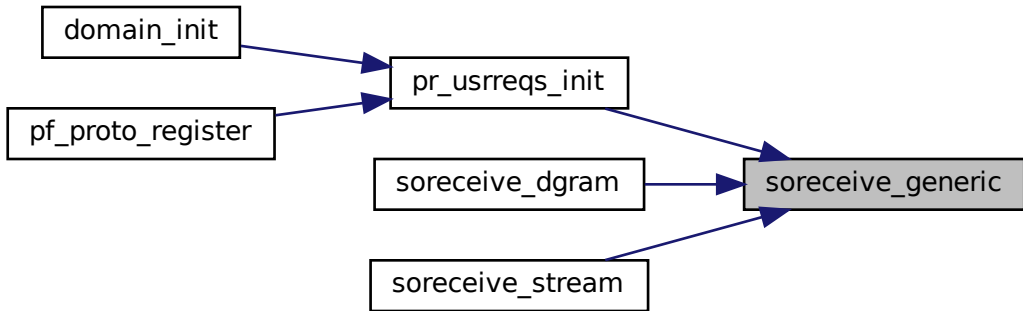 domain_init
pr_usrreqs_init
pf_proto_register
soreceive_dgram
soreceive_generic
soreceive_stream